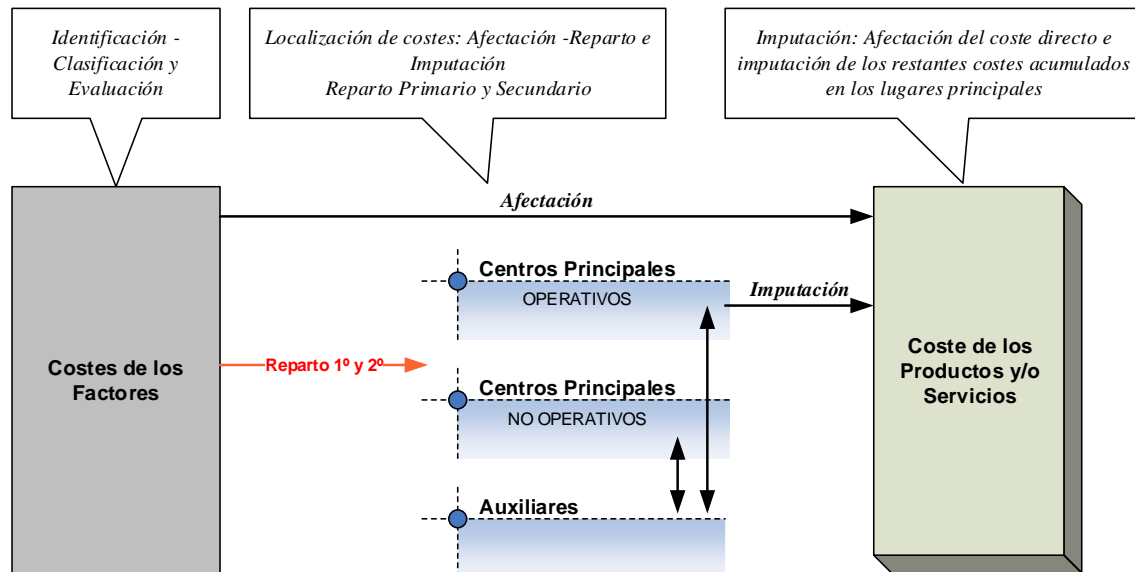 Identificación -
Clasificación y
Evaluación
Localización de costes: Afectación -Reparto e
Imputación
Reparto Primario y Secundario
Imputación: Afectación del coste directo e
imputación de los restantes costes acumulados
en los lugares principales
Afectación
Centros Principales
OPERATIVOS
Imputación
Costes de los
Factores
Reparto 1º y 2º
Centros Principales
NO OPERATIVOS
Auxiliares
Coste de los
Productos y/o
Servicios